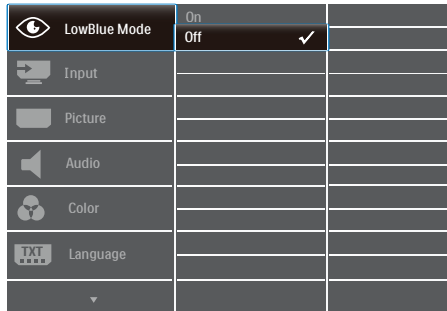 LowBlue Mode
On
Off
Input
Picture
Audio
Color
TXT
Language